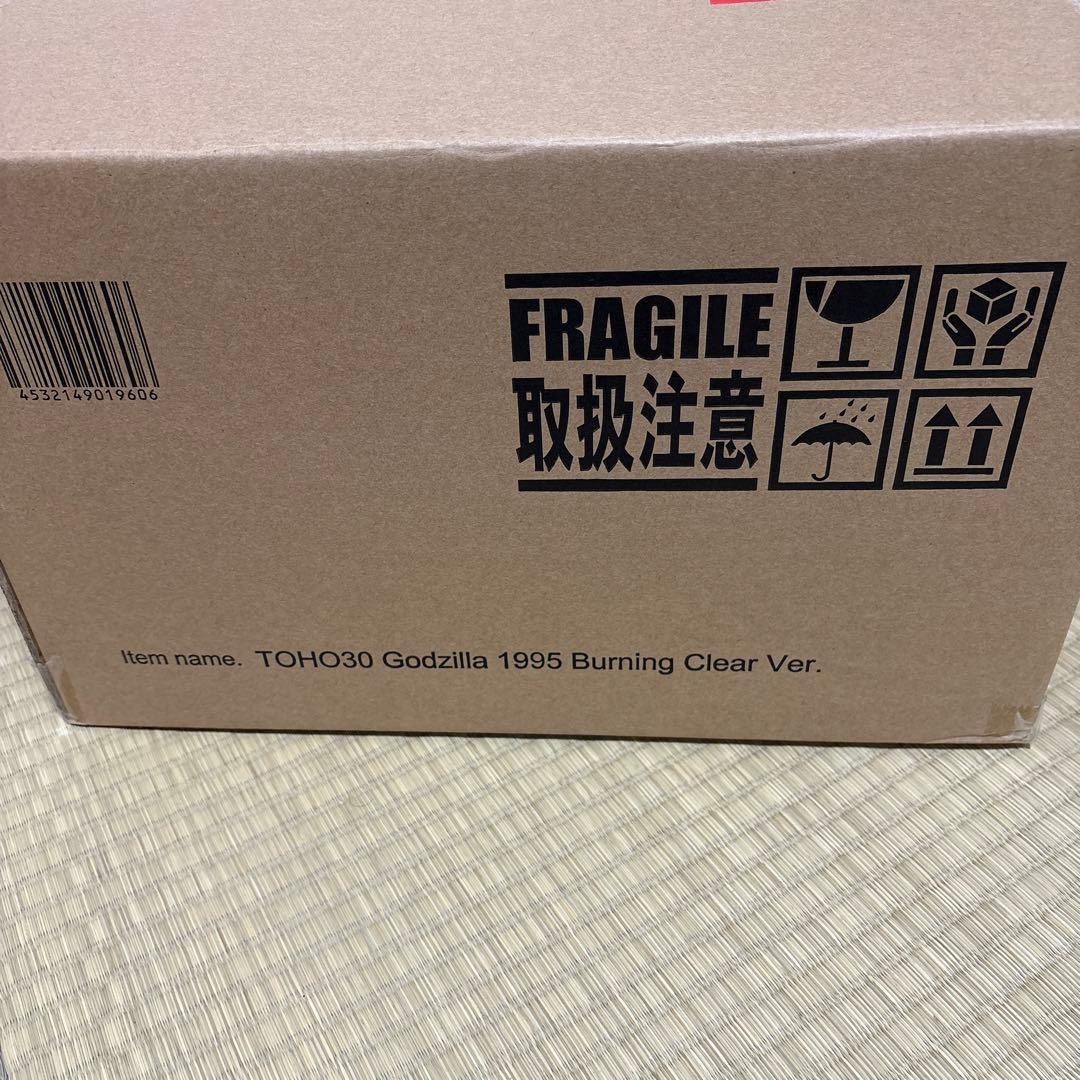 FRAGILE
取扱注意
4532149019606
Item name. TOHO30 Godzilla 1995 Burning Clear Ver.